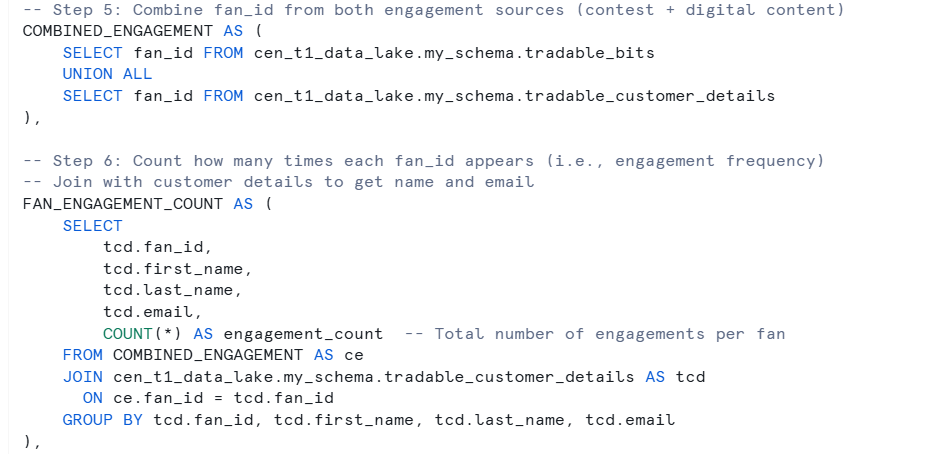 -- Step 5: Combine fan_id from both engagement sources (contest + digital content)
COMBINED_ENGAGEMENT AS (
    SELECT fan_id FROM cen_t1_data_lake.my_schema.tradable_bits
    UNION ALL
    SELECT fan_id FROM cen_t1_data_lake.my_schema.tradable_customer_details
),

-- Step 6: Count how many times each fan_id appears (i.e., engagement frequency)
-- Join with customer details to get name and email
FAN_ENGAGEMENT_COUNT AS (
    SELECT
        tcd.fan_id,
        tcd.first_name,
        tcd.last_name,
        tcd.email,
        COUNT(*) AS engagement_count  -- Total number of engagements per fan
    FROM COMBINED_ENGAGEMENT AS ce
    JOIN cen_t1_data_lake.my_schema.tradable_customer_details AS tcd
      ON ce.fan_id = tcd.fan_id
    GROUP BY tcd.fan_id, tcd.first_name, tcd.last_name, tcd.email
),